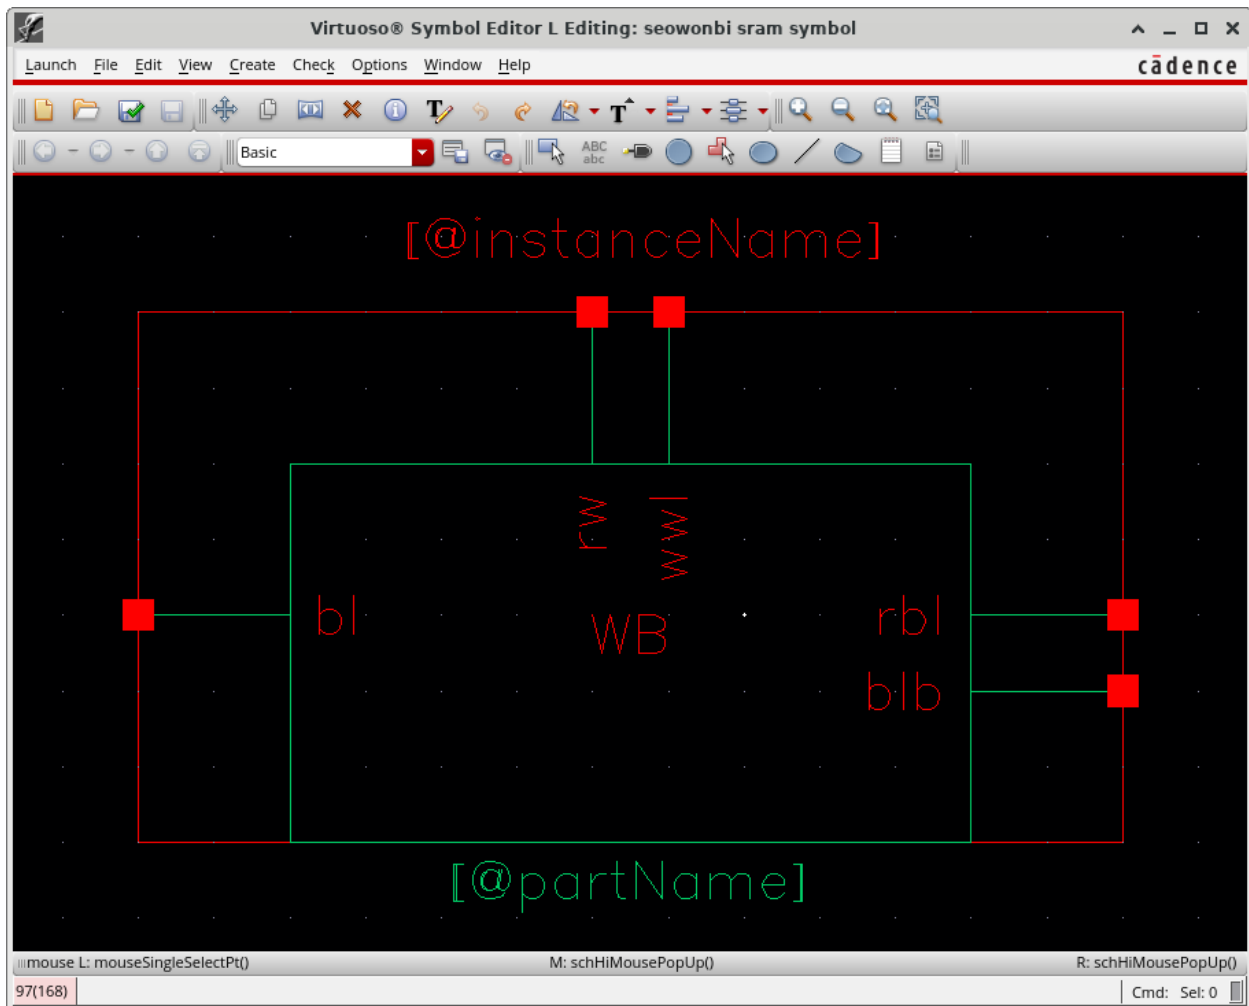 Virtuoso® Symbol Editor L Editing: seowonbi sram symbol
Launch File Edit View Create Check Options Window Help
cādence
T T
Basic
ABC
abc
[@instanceName]
rw
wwl
bl
WB
rbl
blb
[@partName]
mouse L: mouseSingleSelectPt()
M: schHiMousePopUp()
R: schHiMousePopUp()
97(168)
Cmd: Sel: 0